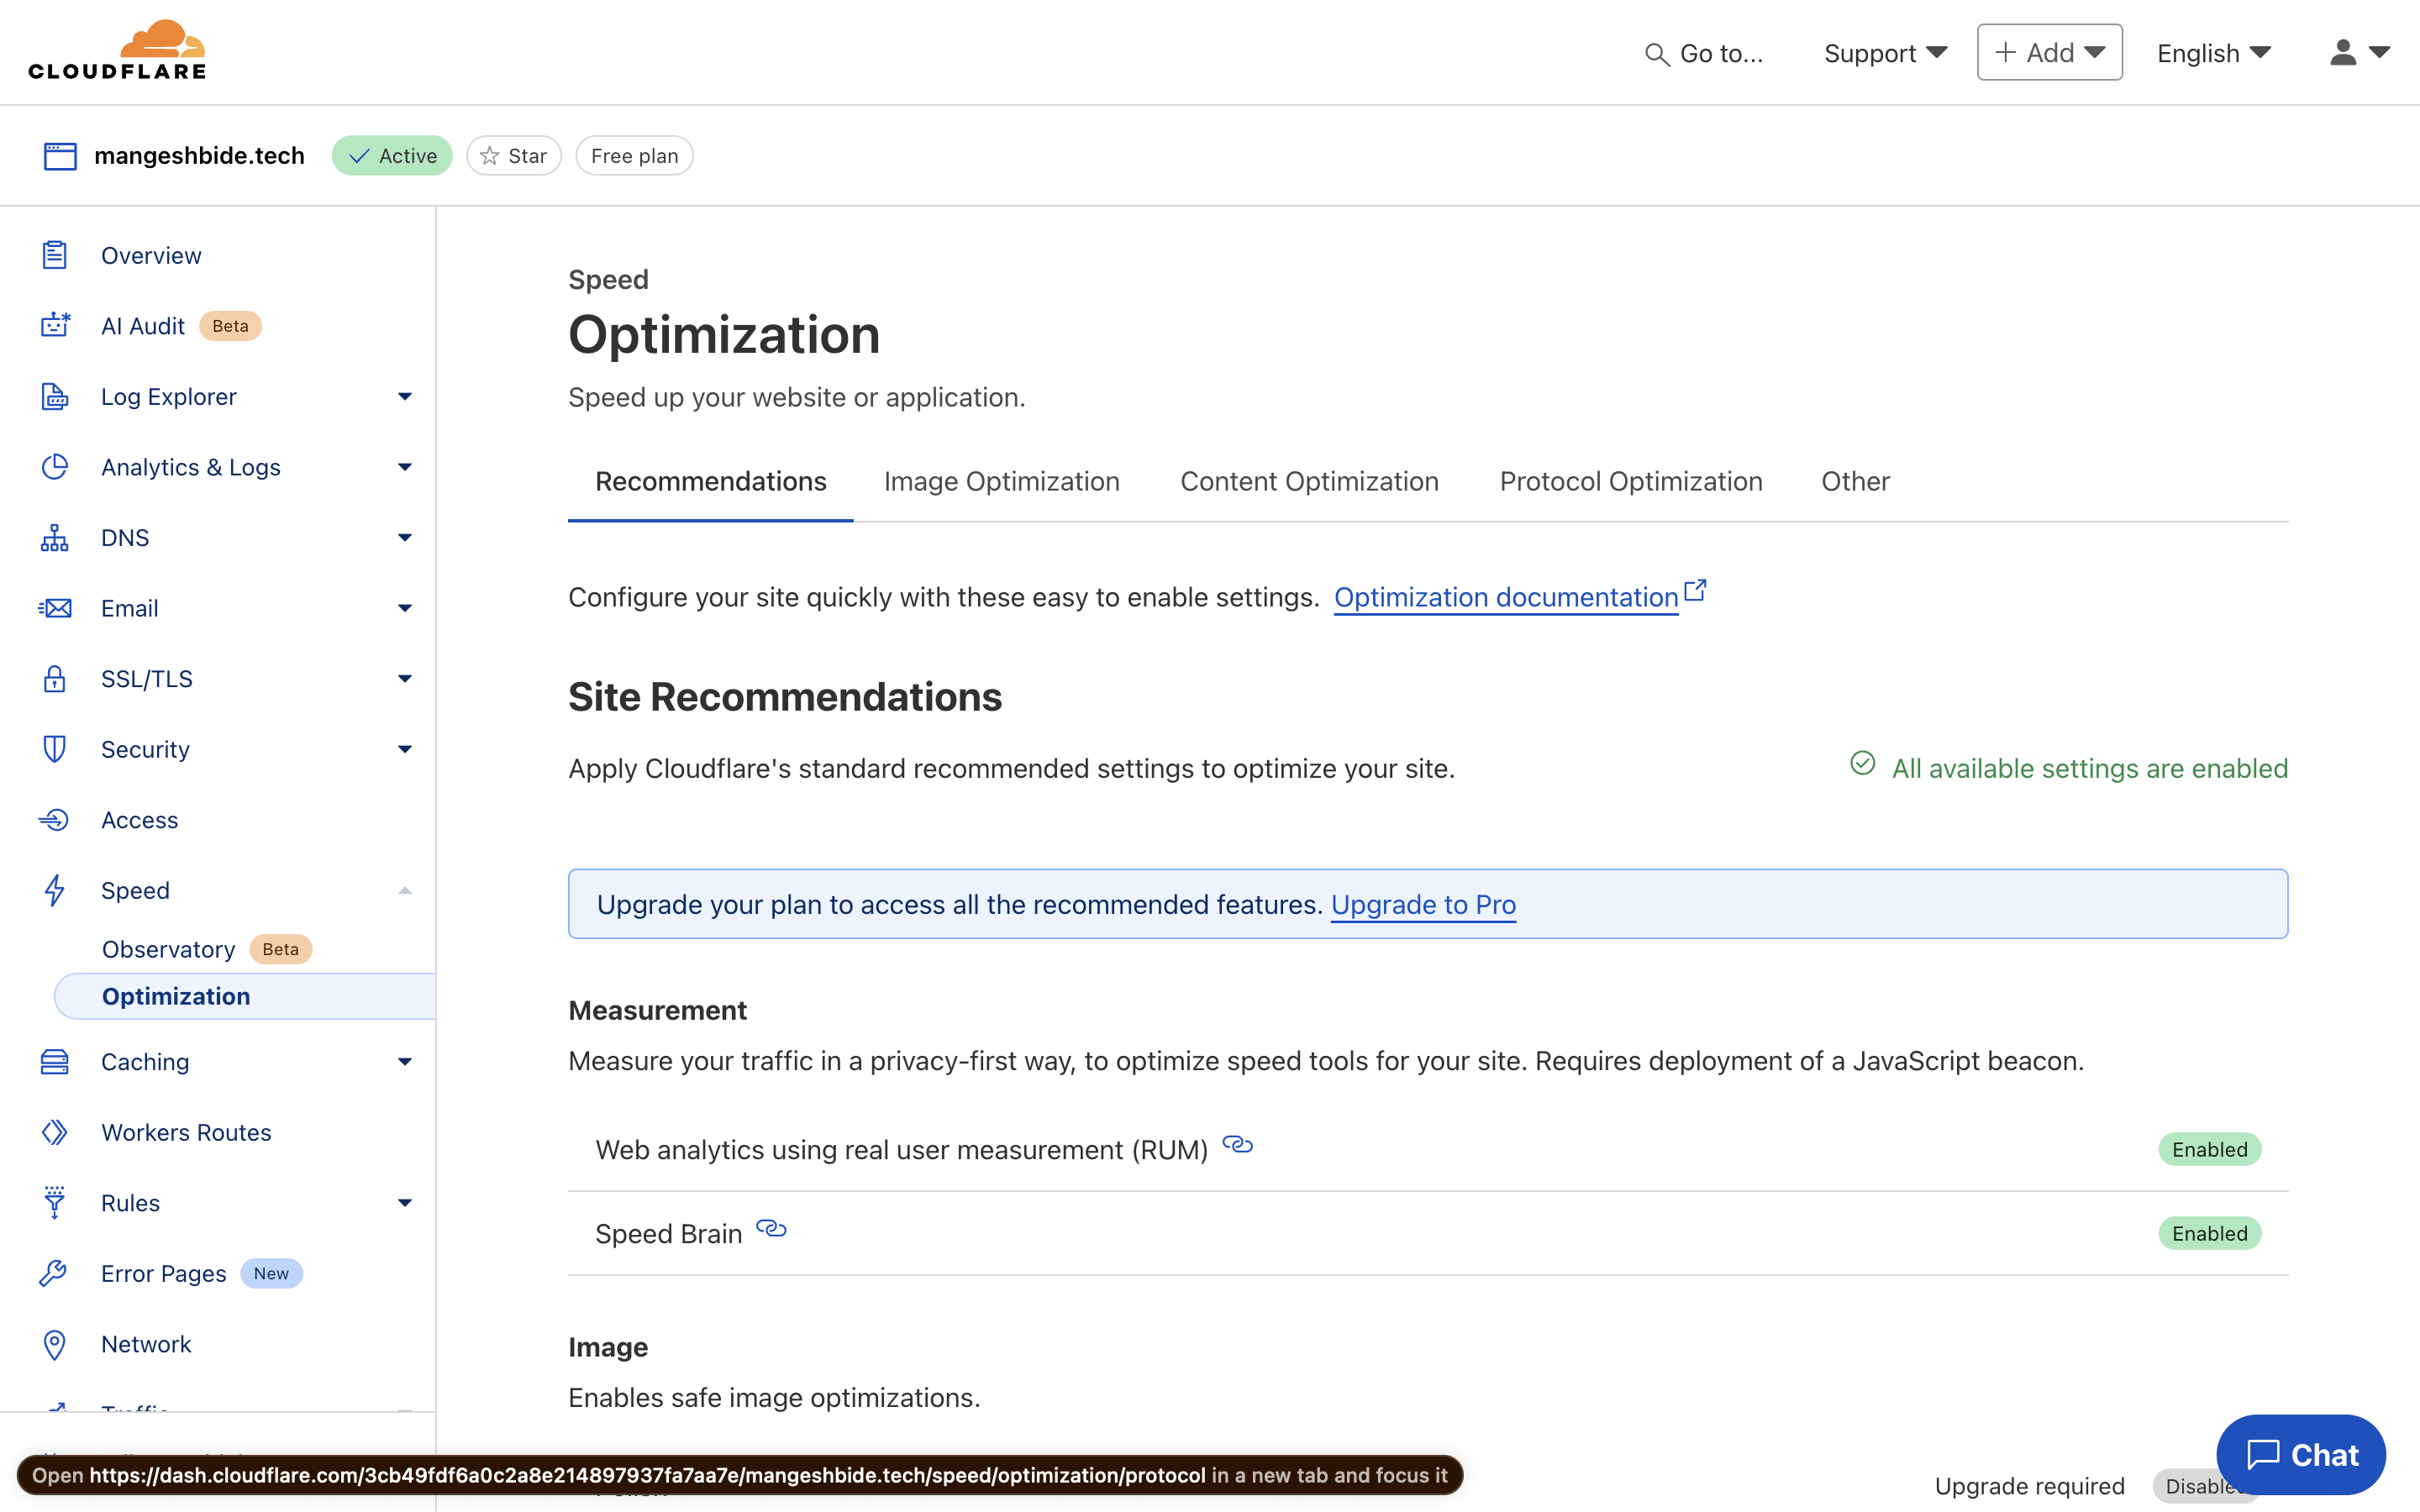 CLOUDFLARE
Go to...
Support
Add
English
mangeshbide.tech
Active
Star
Free plan
Overview
AI Audit Beta
Log Explorer
Analytics & Logs
DNS
Email
SSL/TLS
Security
Access
Speed
Observatory Beta
Optimization
Caching
Workers Routes
Rules
Error Pages New
Network
Traffic
Speed
Optimization
Speed up your website or application.
Recommendations Image Optimization Content Optimization Protocol Optimization Other
Configure your site quickly with these easy to enable settings. Optimization documentation
Site Recommendations
Apply Cloudflare's standard recommended settings to optimize your site.
All available settings are enabled
Upgrade your plan to access all the recommended features. Upgrade to Pro
Measurement
Measure your traffic in a privacy-first way, to optimize speed tools for your site. Requires deployment of a JavaScript beacon.
Web analytics using real user measurement (RUM) Enabled
Speed Brain Enabled
Image
Enables safe image optimizations.
Upgrade required
Chat
Open https://dash.cloudflare.com/3cb49fdf6a0c2a8e214897937fa7aa7e/mangeshbide.tech/speed/optimization/protocol in a new tab and focus it